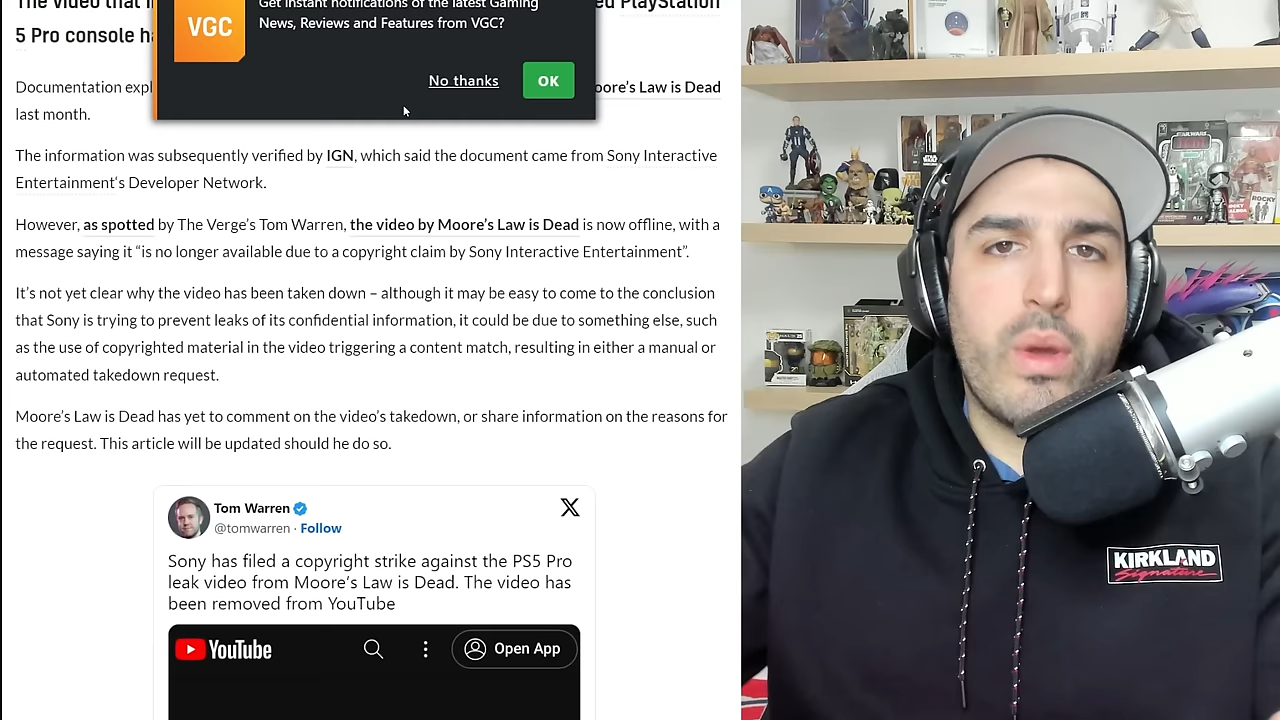 The video that
ed PlayStation
5 Pro console ha
Get instant notifications of the latest Gaming
News, Reviews and Features from VGC?
VGC
No thanks
OK
Documentation expl
oore's Law is Dead
last month.
The information was subsequently verified by IGN, which said the document came from Sony Interactive
Entertainment's Developer Network.
However, as spotted by The Verge's Tom Warren, the video by Moore's Law is Dead is now offline, with a
message saying it “is no longer available due to a copyright claim by Sony Interactive Entertainment”.
It's not yet clear why the video has been taken down – although it may be easy to come to the conclusion
that Sony is trying to prevent leaks of its confidential information, it could be due to something else, such
as the use of copyrighted material in the video triggering a content match, resulting in either a manual or
automated takedown request.
Moore's Law is Dead has yet to comment on the video's takedown, or share information on the reasons for
the request. This article will be updated should he do so.
Tom Warren
@tomwarren · Follow
X
Sony has filed a copyright strike against the PS5 Pro
leak video from Moore's Law is Dead. The video has
been removed from YouTube
YouTube
Open App
STAR WARS
ROCKY
KIRKLAND
Signature